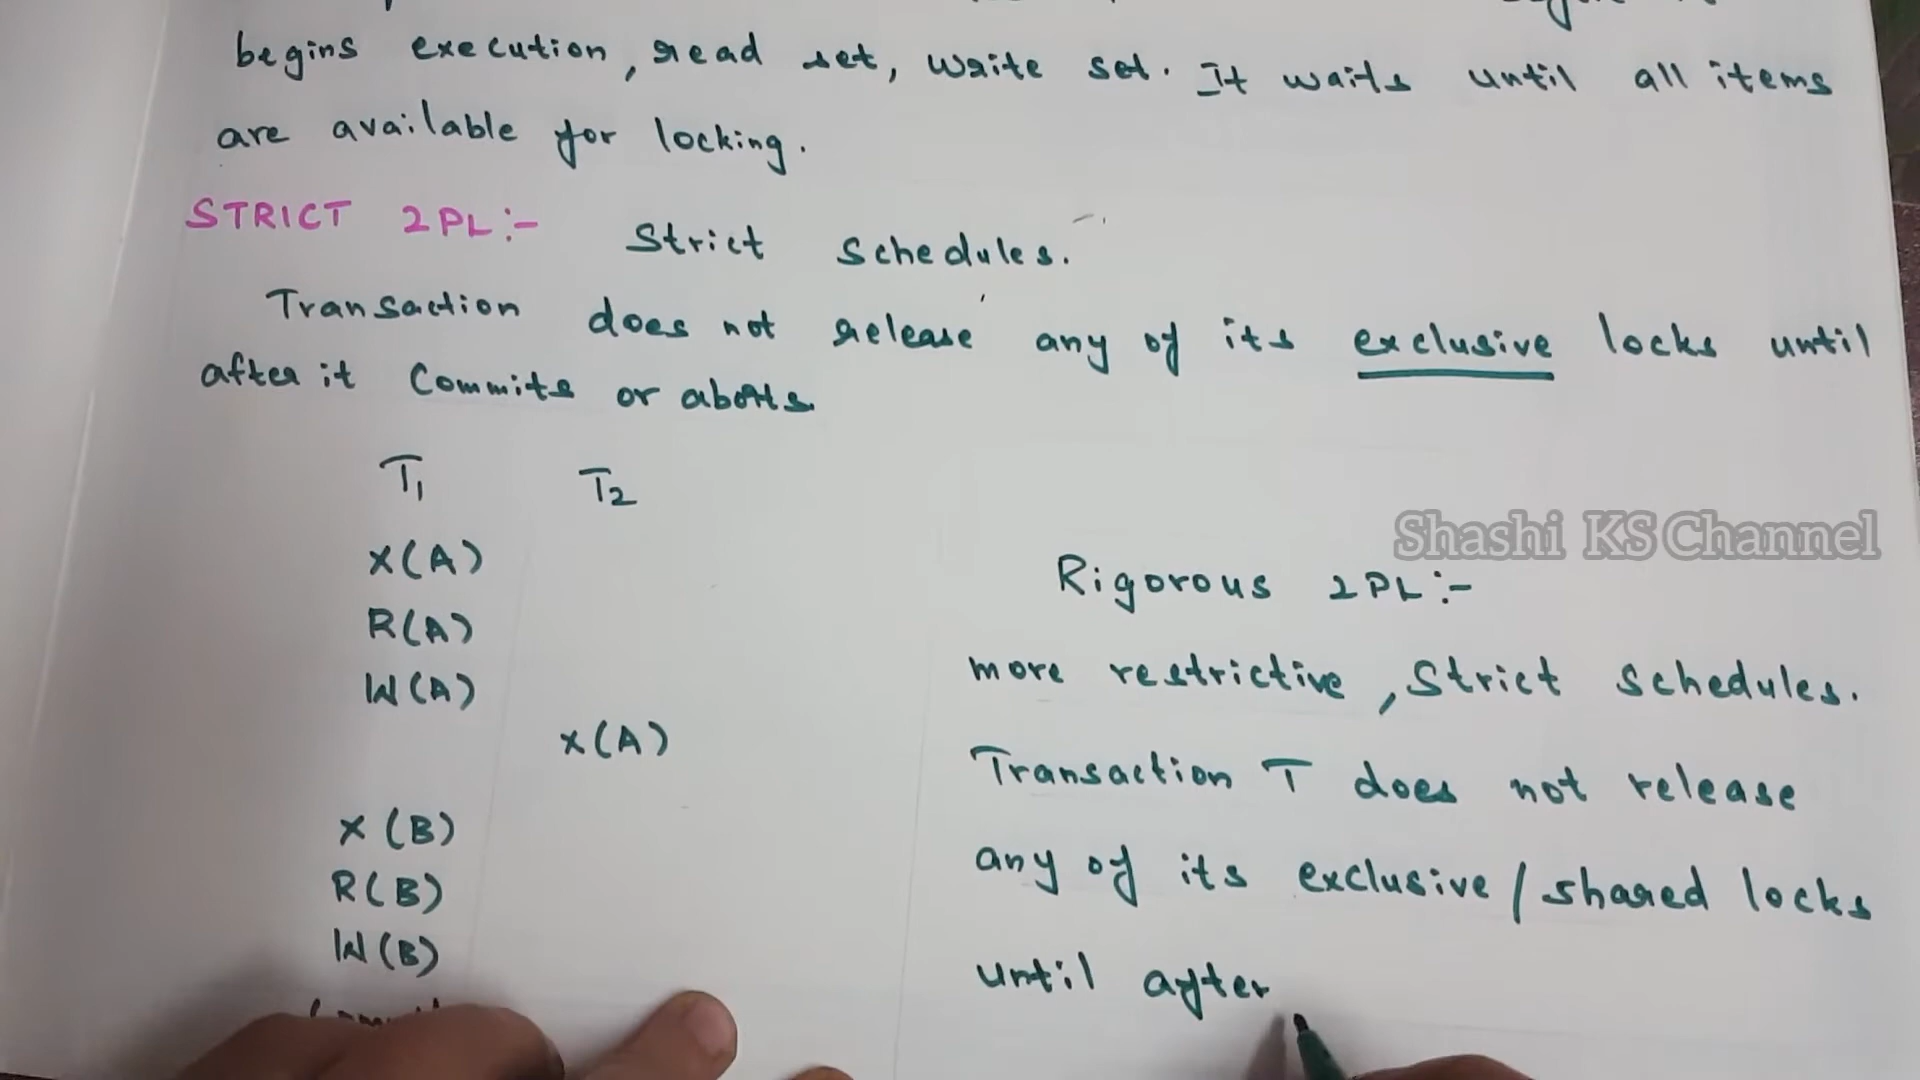 begins execution, read set, write set. It waits until all items
are available for locking.
STRICT 2PL:- Strict Schedules.
Transaction does not release any of its exclusive locks until
after it Commits or aborts.
T1 T2
X(A)
R(A)
W(A)
X(A)
X(B)
R(B)
W(B)
Shashi KS Channel
Rigorous 2PL:-
more restrictive, Strict Schedules.
Transaction T does not release
any of its exclusive/shared locks
until after